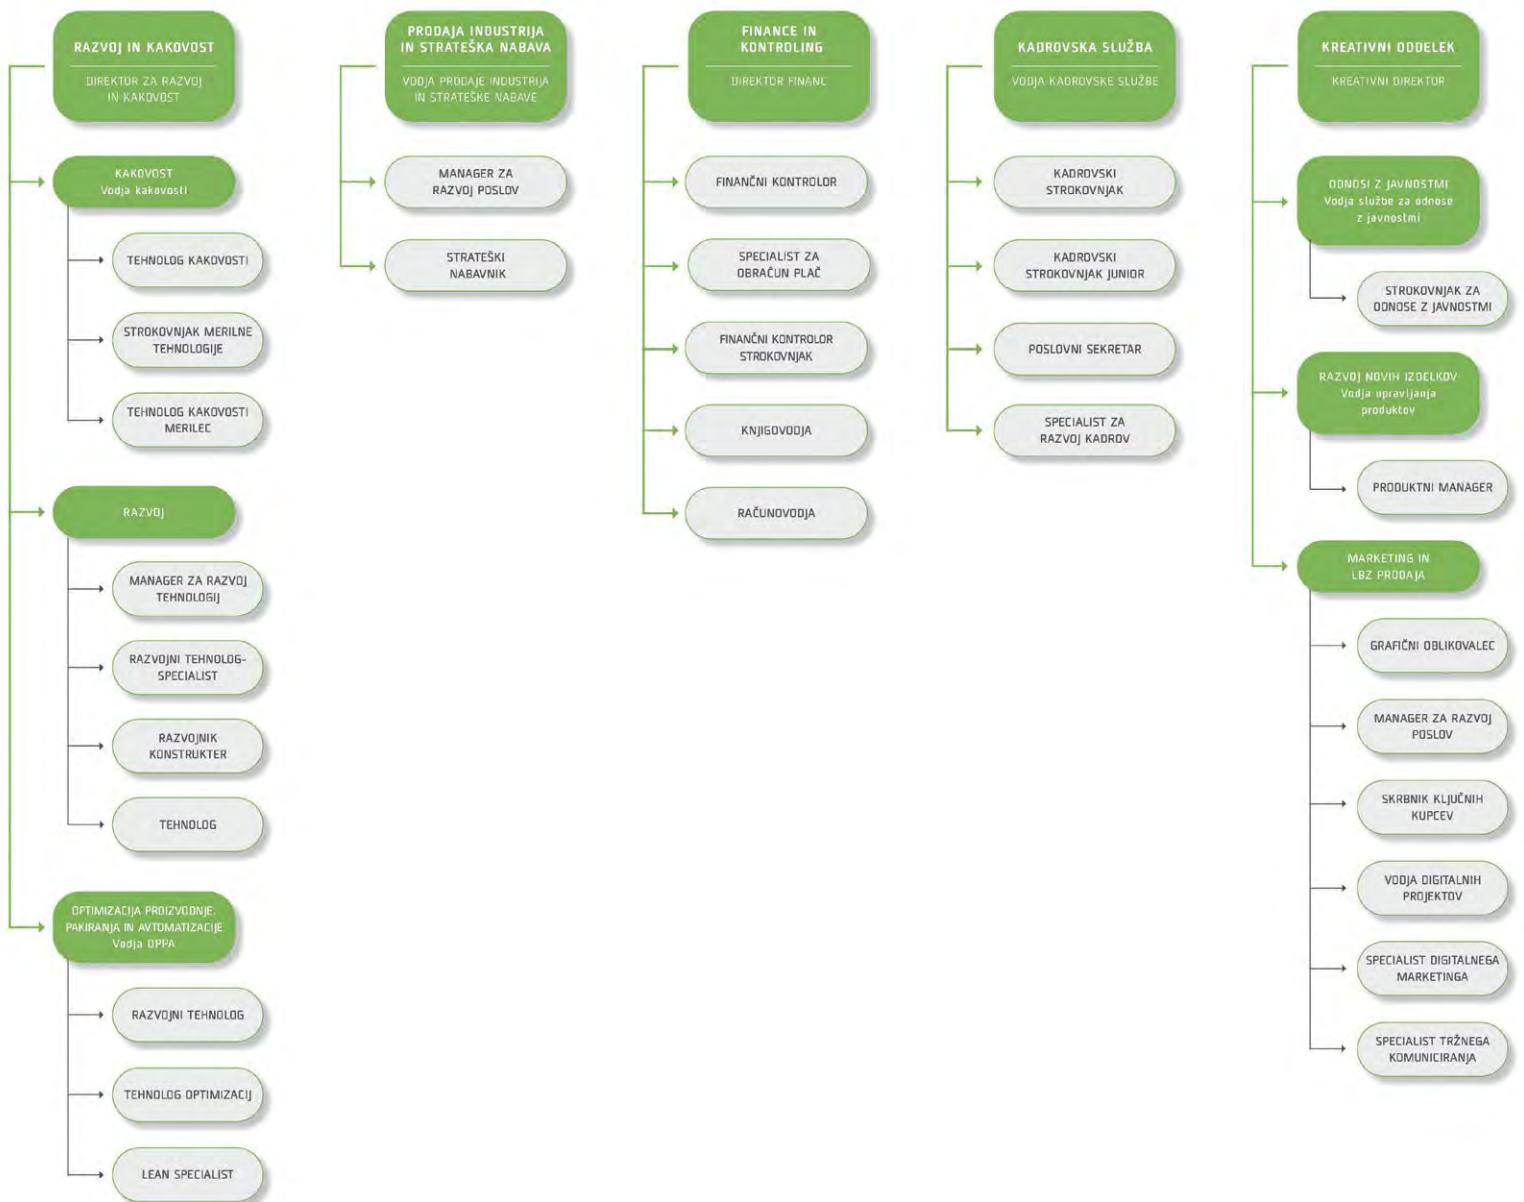 RAZVOJ IN KAKOVOST
DIREKTOR ZA RAZVOJ
IN KAKOVOST
KAKOVOST
Vodja kakovosti
TEHNOLOG KAKOVOSTI
STROKOVNJAK MERILNE
TEHNOLOGIJE
TEHNOLOG KAKOVOSTI
MERILEC
RAZVOJ
MANAGER ZA RAZVOJ
TEHNOLOGIJ
RAZVOJNI TEHNOLOG-
SPECIALIST
RAZVOJNIK
KONSTRUKTER
TEHNOLOG
OPTIMIZACIJA PROIZVODNJE,
PAKIRANJA IN AVTOMATIZACIJE
Vodja OPPA
RAZVOJNI TEHNOLOG
TEHNOLOG OPTIMIZACIJ
LEAN SPECIALIST
PRODAJA INDUSTRIJA
IN STRATEŠKA NABAVA
VODJA PRODAJE INDUSTRIJA
IN STRATEŠKE NABAVE
MANAGER ZA
RAZVOJ POSLOV
STRATEŠKI
NABAVNIK
FINANCE IN
KONTROLING
DIREKTOR FINANC
FINANČNI KONTROLOR
SPECIALIST ZA
OBRAČUN PLAČ
FINANČNI KONTROLOR
STROKOVNJAK
KNJIGOVODJA
RAČUNOVODJA
KADROVSKA SLUŽBA
VODJA KADROVSKE SLUŽBE
KADROVSKI
STROKOVNJAK
KADROVSKI
STROKOVNJAK JUNIOR
POSLOVNI SEKRETAR
SPECIALIST ZA
RAZVOJ KADROV
KREATIVNI ODDELEK
KREATIVNI DIREKTOR
ODNOSI Z JAVNOSTMI
Vodja službe za odnose
z javnostmi
STROKOVNJAK ZA
ODNOSE Z JAVNOSTMI
RAZVOJ NOVIH IZDELKOV
Vodja upravljanja
produktov
PRODUKTNI MANAGER
MARKETING IN
LBZ PRODAJA
GRAFIČNI OBLIKOVALEC
MANAGER ZA RAZVOJ
POSLOV
SKRBNIK KLJUČNIH
KUPCEV
VODJA DIGITALNIH
PROJEKTOV
SPECIALIST DIGITALNEGA
MARKETINGA
SPECIALIST TRŽNEGA
KOMUNICIRANJA